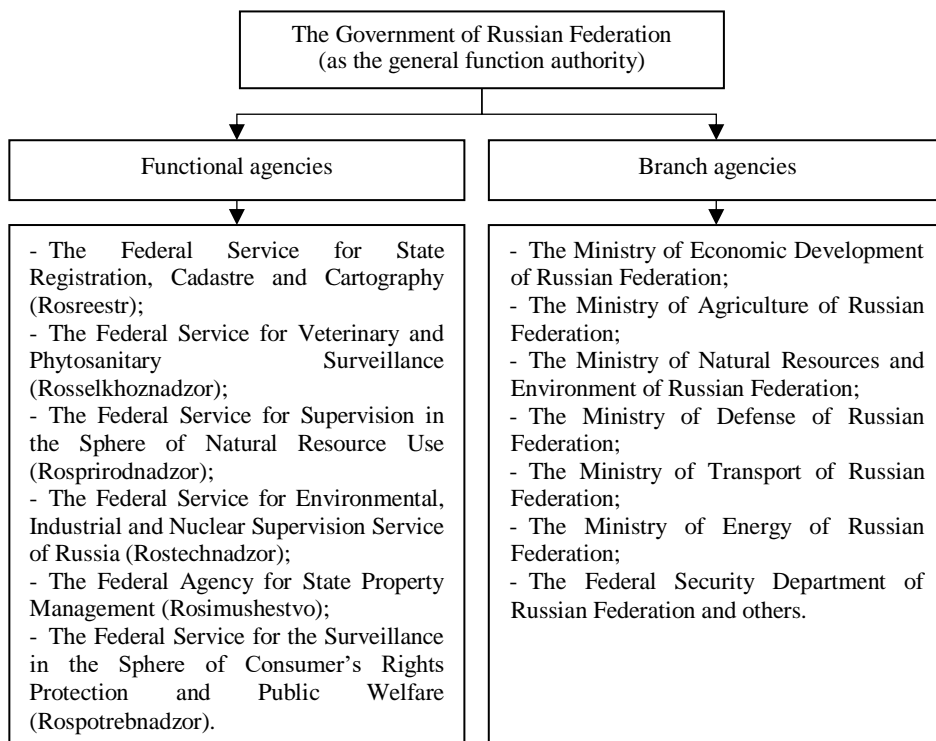 The Government of Russian Federation
(as the general function authority)
Functional agencies
Branch agencies
- The Federal Service for State
Registration, Cadastre and Cartography
(Rosreestr);
- The Federal Service for Veterinary and
Phytosanitary Surveillance
(Rosselkhoznadzor);
- The Federal Service for Supervision in
the Sphere of Natural Resource Use
(Rosprirodnadzor);
- The Federal Service for Environmental,
Industrial and Nuclear Supervision Service
of Russia (Rostechnadzor);
- The Federal Agency for State Property
Management (Rosimushestvo);
- The Federal Service for the Surveillance
in the Sphere of Consumer’s Rights
Protection and Public Welfare
(Rospotrebnadzor).
- The Ministry of Economic Development
of Russian Federation;
- The Ministry of Agriculture of Russian
Federation;
- The Ministry of Natural Resources and
Environment of Russian Federation;
- The Ministry of Defense of Russian
Federation;
- The Ministry of Transport of Russian
Federation;
- The Ministry of Energy of Russian
Federation;
- The Federal Security Department of
Russian Federation and others.